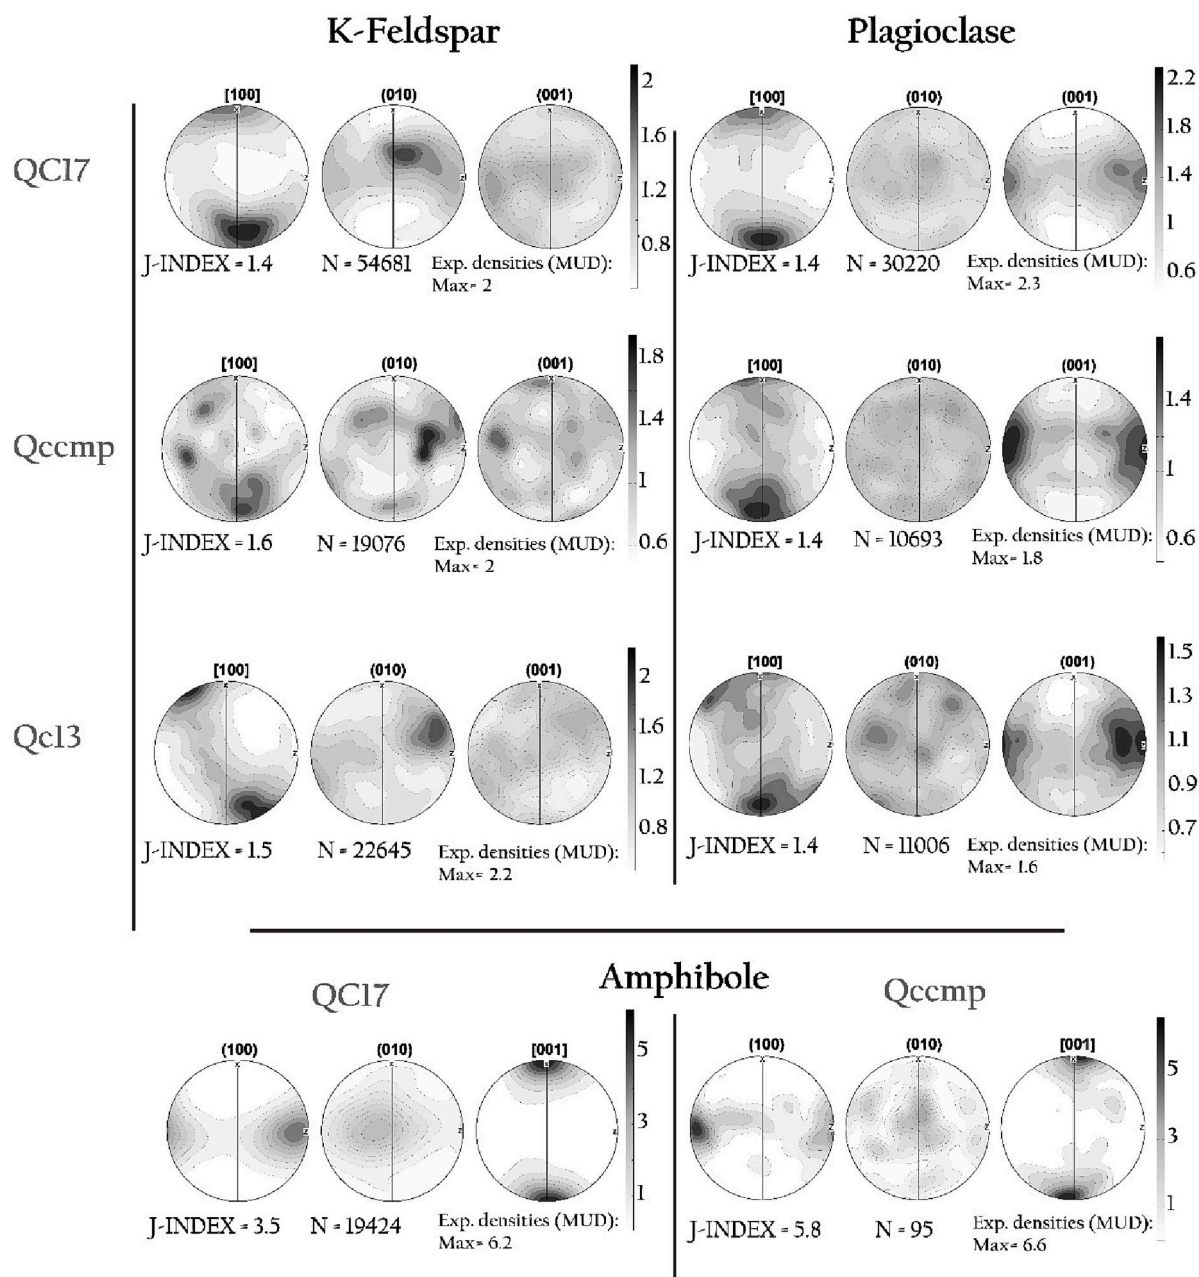 K-Feldspar
Plagioclase
QC17
[100]
(010)
(001)
x
x
z
z
2
1.6
1.2
0.8
J-INDEX = 1.4
N = 54681
Exp. densities (MUD):
Max= 2
[100]
(010)
(001)
x
x
z
z
2.2
1.8
1.4
1
0.6
J-INDEX = 1.4
N = 30220
Exp. densities (MUD):
Max= 2.3
Qccmp
[100]
(010)
(001)
x
x
z
z
1.8
1.4
1
0.6
J-INDEX = 1.6
N = 19076
Exp. densities (MUD):
Max= 2
[100]
(010)
(001)
x
x
z
z
1.4
1
0.6
J-INDEX = 1.4
N = 10693
Exp. densities (MUD):
Max= 1.8
Qc13
[100]
(010)
(001)
x
x
z
z
2
1.6
1.2
0.8
J-INDEX = 1.5
N = 22645
Exp. densities (MUD):
Max= 2.2
[100]
(010)
(001)
x
x
z
z
1.5
1.3
1.1
0.9
0.7
J-INDEX = 1.4
N = 11006
Exp. densities (MUD):
Max= 1.6
Amphibole
QC17
Qccmp
(100)
(010)
[001]
x
x
x
z
z
z
5
3
1
J-INDEX = 3.5
N = 19424
Exp. densities (MUD):
Max= 6.2
(100)
(010)
[001]
x
x
x
z
z
z
5
3
1
J-INDEX = 5.8
N = 95
Exp. densities (MUD):
Max= 6.6